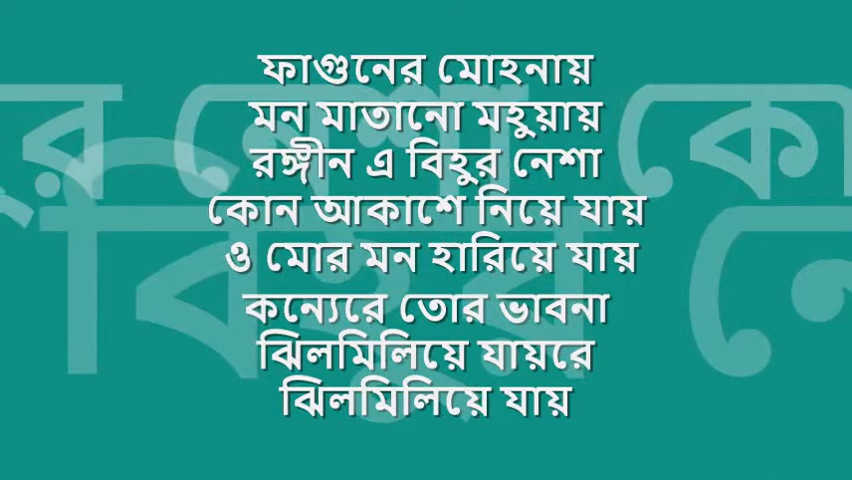 ফাগুনের মোহনায়
মন মাতানো মহুয়ায়
রঙ্গীন এ বিহুর নেশা
কোন আকাশে নিয়ে যায়
ও মোর মন হারিয়ে যায়
কন্যেরে তোর ভাবনা
ঝিলমিলিয়ে যায়রে
ঝিলমিলিয়ে যায়